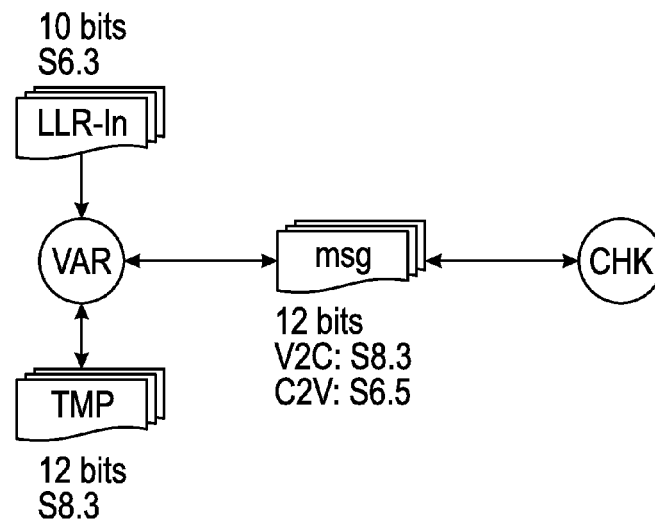 10 bits
S6.3
LLR-In
VAR
msg
CHK
12 bits
V2C: S8.3
C2V: S6.5
TMP
12 bits
S8.3